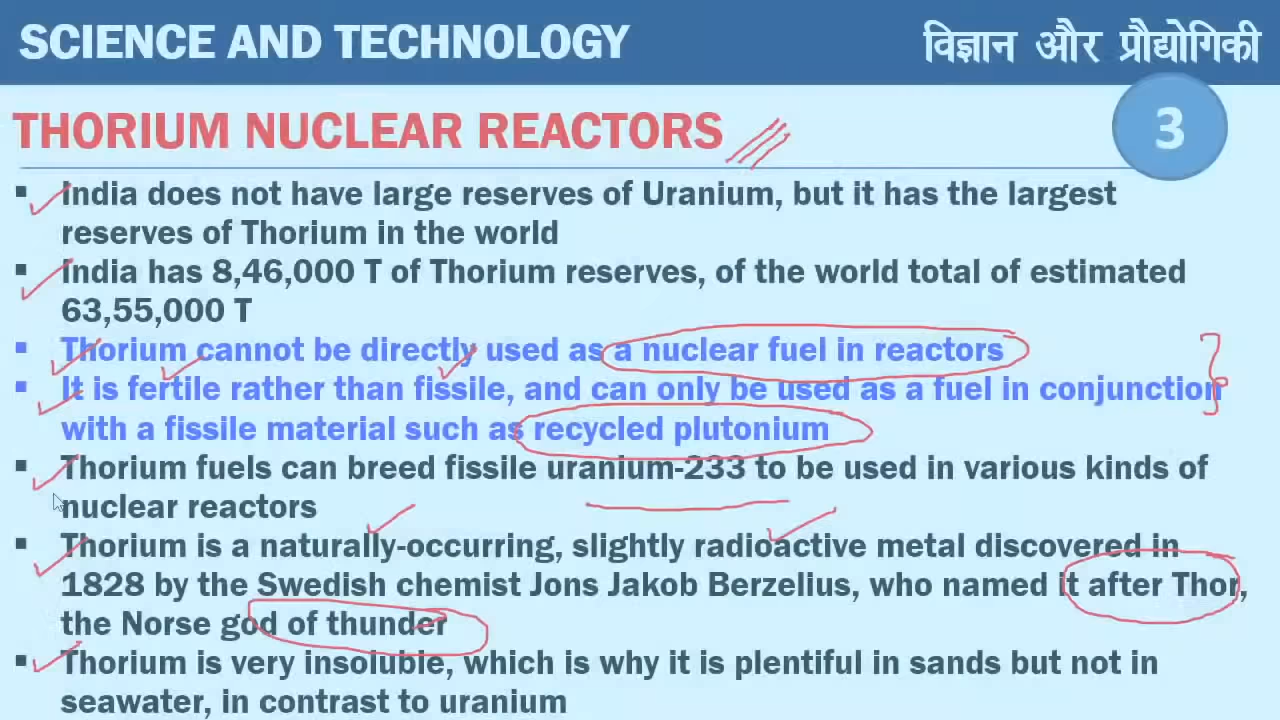 SCIENCE AND TECHNOLOGY
विज्ञान और प्रौद्योगिकी
THORIUM NUCLEAR REACTORS
3
▪ India does not have large reserves of Uranium, but it has the largest
reserves of Thorium in the world
▪ India has 8,46,000 T of Thorium reserves, of the world total of estimated
63,55,000 T
▪ Thorium cannot be directly used as a nuclear fuel in reactors
▪ It is fertile rather than fissile, and can only be used as a fuel in conjunction
with a fissile material such as recycled plutonium
▪ Thorium fuels can breed fissile uranium-233 to be used in various kinds of
nuclear reactors
▪ Thorium is a naturally-occurring, slightly radioactive metal discovered in
1828 by the Swedish chemist Jons Jakob Berzelius, who named it after Thor,
the Norse god of thunder
▪ Thorium is very insoluble, which is why it is plentiful in sands but not in
seawater, in contrast to uranium